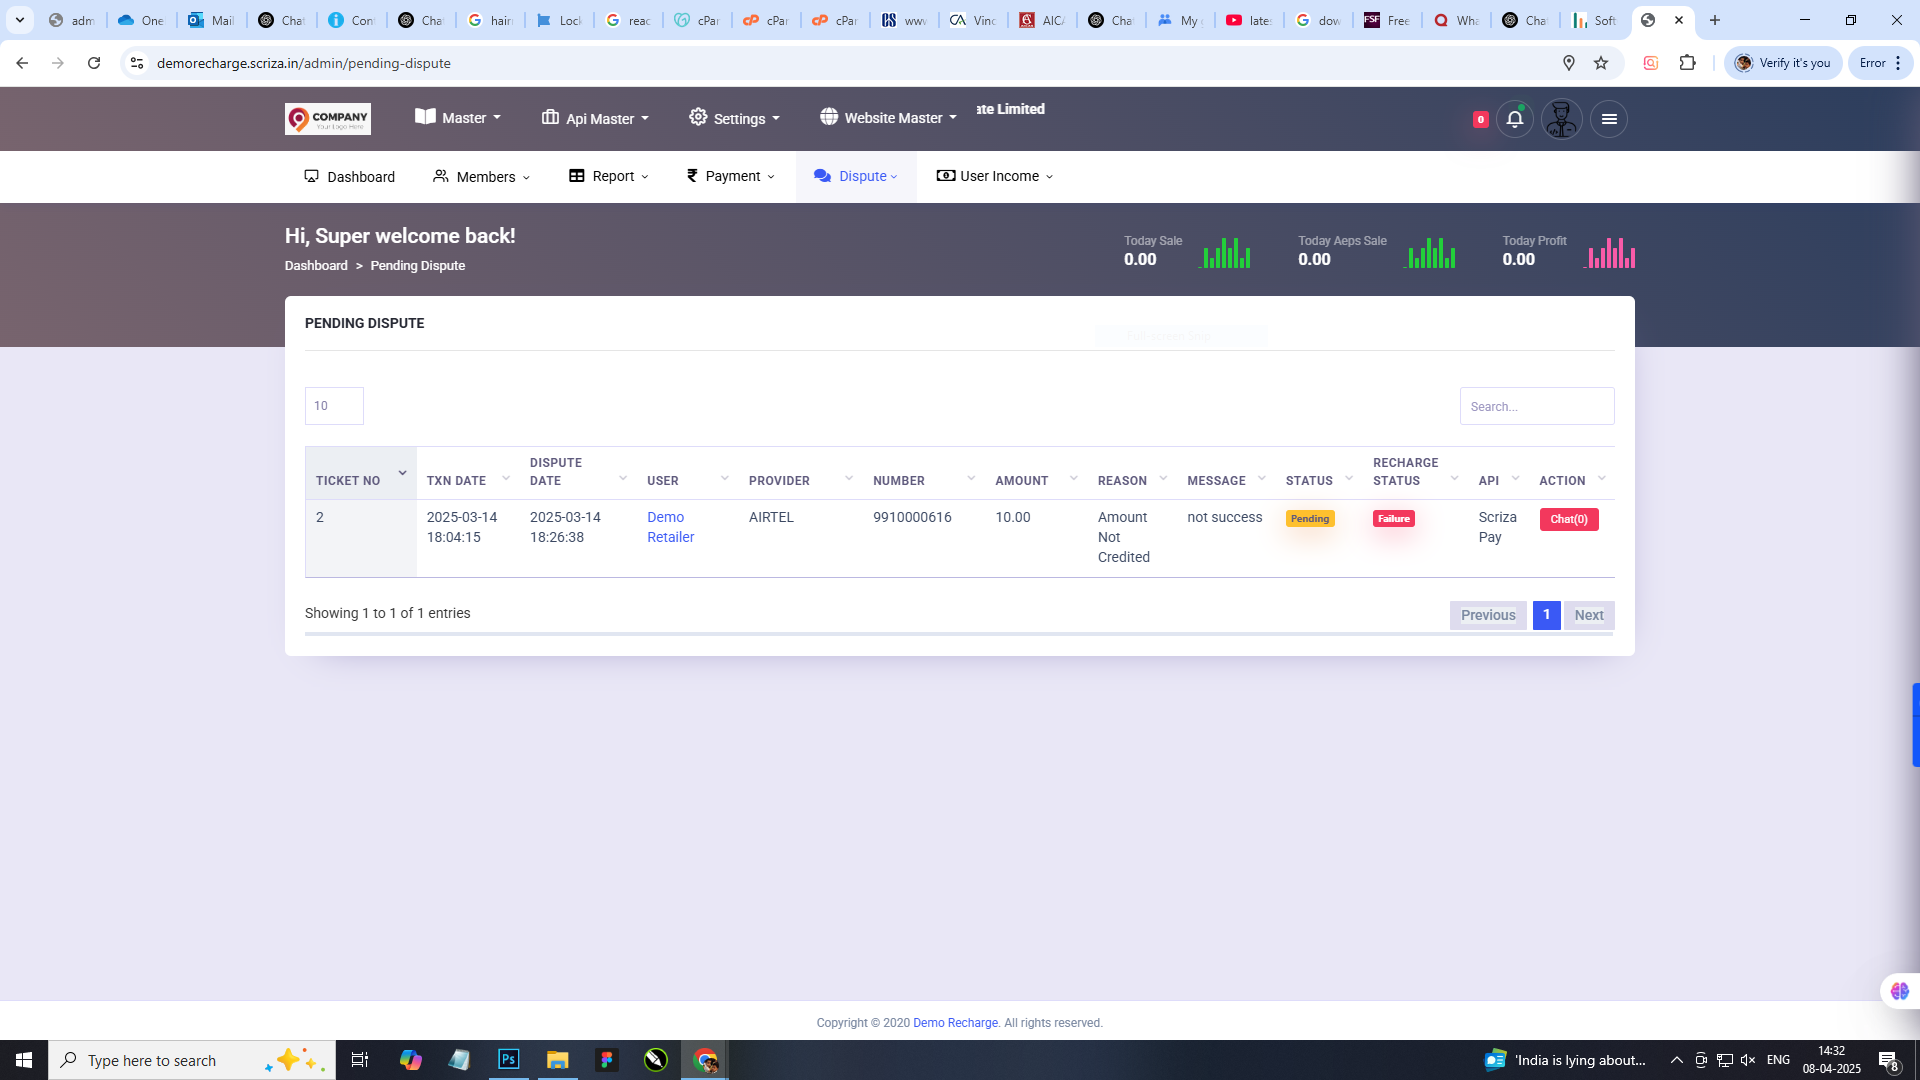 adm
One
Mail
Chat
Con
Chat
hair
Lock
reac
cPar
cPar
cPar
www
Vinc
AICA
Chat
My
late
dow
Free
Wha
Chat
Soft
demorecharge.scriza.in/admin/pending-dispute
Verify it's you
Error
COMPANY
Your Logo Here
Master
Api Master
Settings
Website Master
ate Limited
0
Dashboard
Members
Report
Payment
Dispute
User Income
Hi, Super welcome back!
Dashboard > Pending Dispute
Today Sale
0.00
Today Aeps Sale
0.00
Today Profit
0.00
PENDING DISPUTE
10
Search...
TICKET NO
TXN DATE
DISPUTE
DATE
USER
PROVIDER
NUMBER
AMOUNT
REASON
MESSAGE
STATUS
RECHARGE
STATUS
API
ACTION
2
2025-03-14
18:04:15
2025-03-14
18:26:38
Demo
Retailer
AIRTEL
9910000616
10.00
Amount
Not
Credited
not success
Pending
Failure
Scriza
Pay
Chat(0)
Showing 1 to 1 of 1 entries
Previous
1
Next
Copyright © 2020 Demo Recharge. All rights reserved.
Type here to search
Ps
'India is lying about...
ENG
14:32
08-04-2025
8